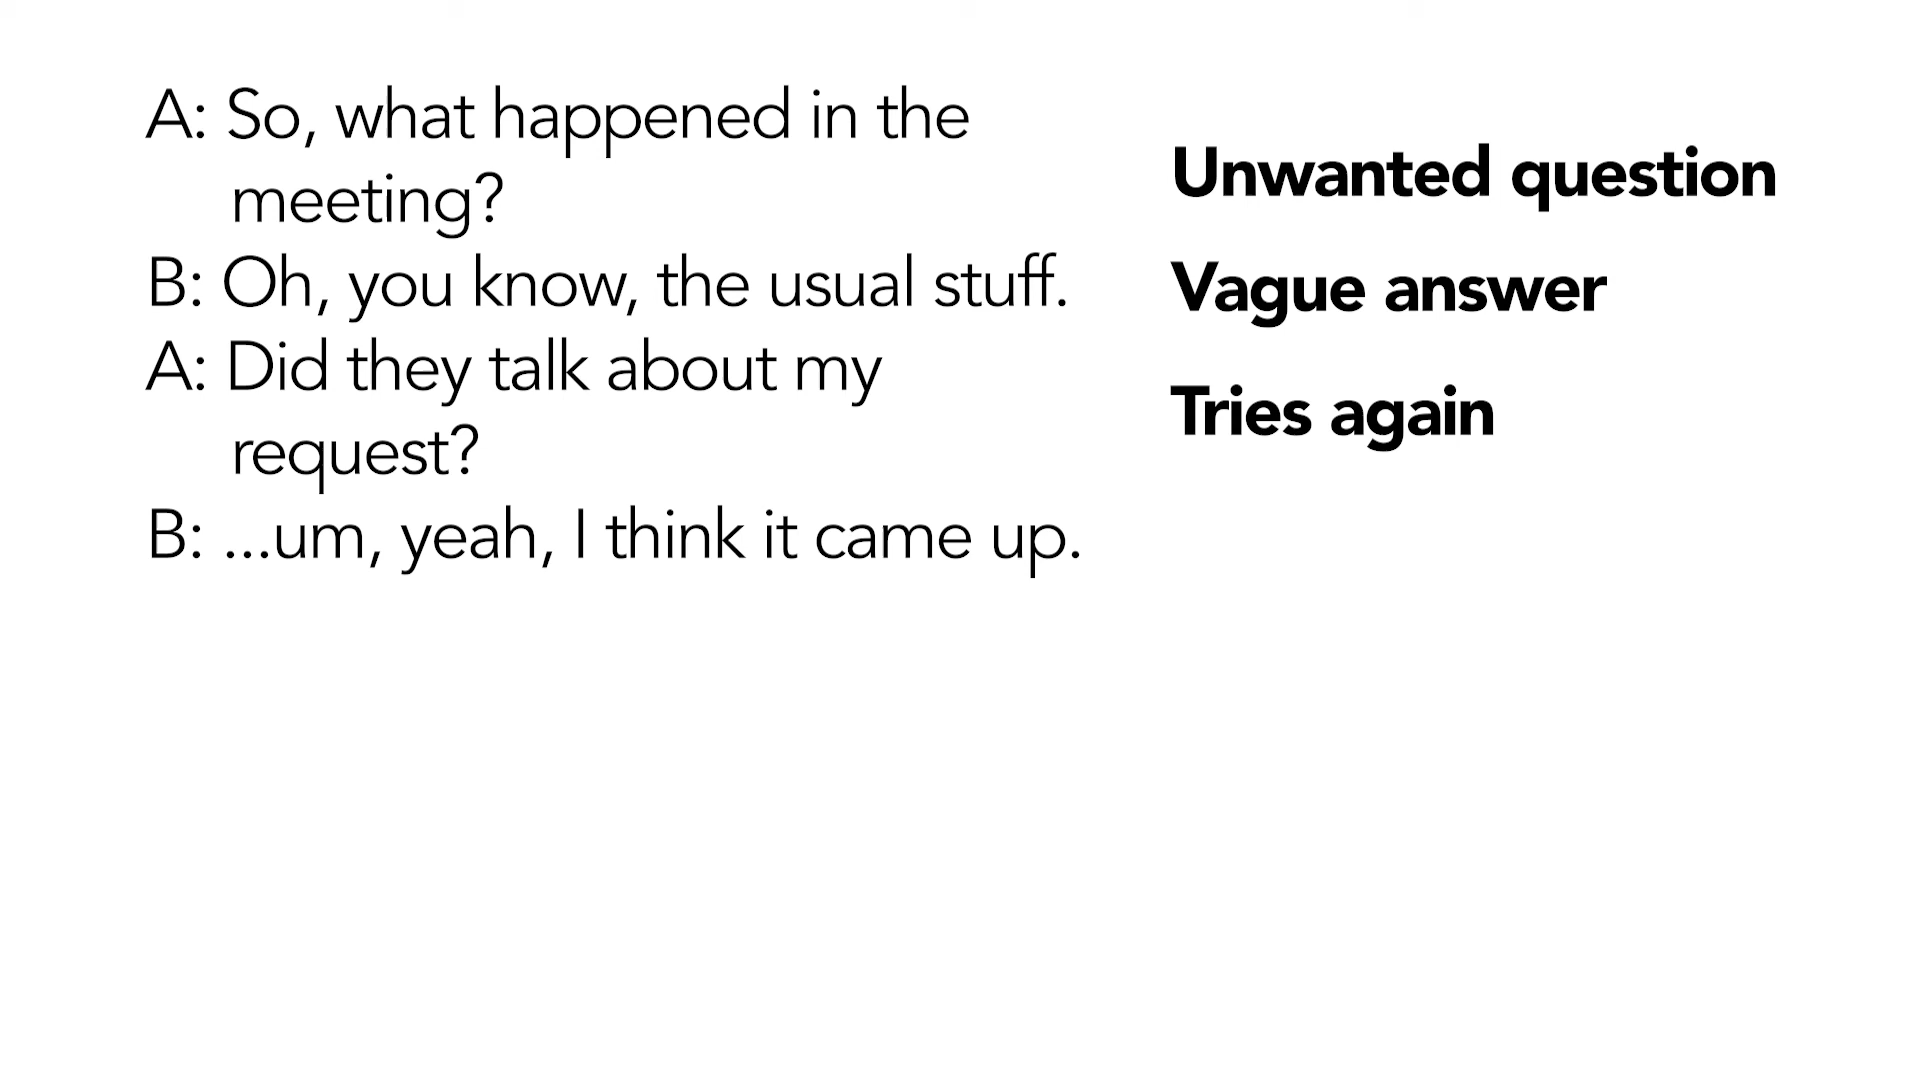 A: So, what happened in the
meeting?
B: Oh, you know, the usual stuff.
A: Did they talk about my
request?
B: ...um, yeah, I think it came up.
Unwanted question
Vague answer
Tries again